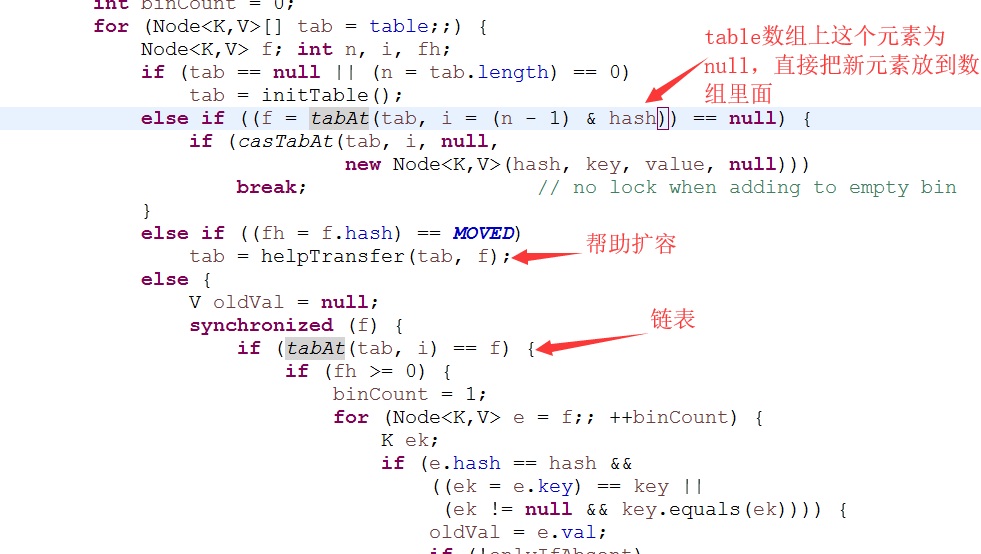 int binCount = 0;
for (Node<K,V>[] tab = table;;) {
Node<K,V> f; int n, i, fh;
if (tab == null || (n = tab.length) == 0)
tab = initTable();
else if ((f = tabAt(tab, i = (n - 1) & hash)) == null) {
if (casTabAt(tab, i, null,
new Node<K,V>(hash, key, value, null)))
break; // no lock when adding to empty bin
}
else if ((fh = f.hash) == MOVED)
tab = helpTransfer(tab, f);
else {
V oldVal = null;
synchronized (f) {
if (tabAt(tab, i) == f) {
if (fh >= 0) {
binCount = 1;
for (Node<K,V> e = f;; ++binCount) {
K ek;
if (e.hash == hash &&
((ek = e.key) == key ||
(ek != null && key.equals(ek)))) {
oldVal = e.val;
if (!onlyIfAbsent)
table数组上这个元素为
null，直接把新元素放到数
组里面
帮助扩容
链表